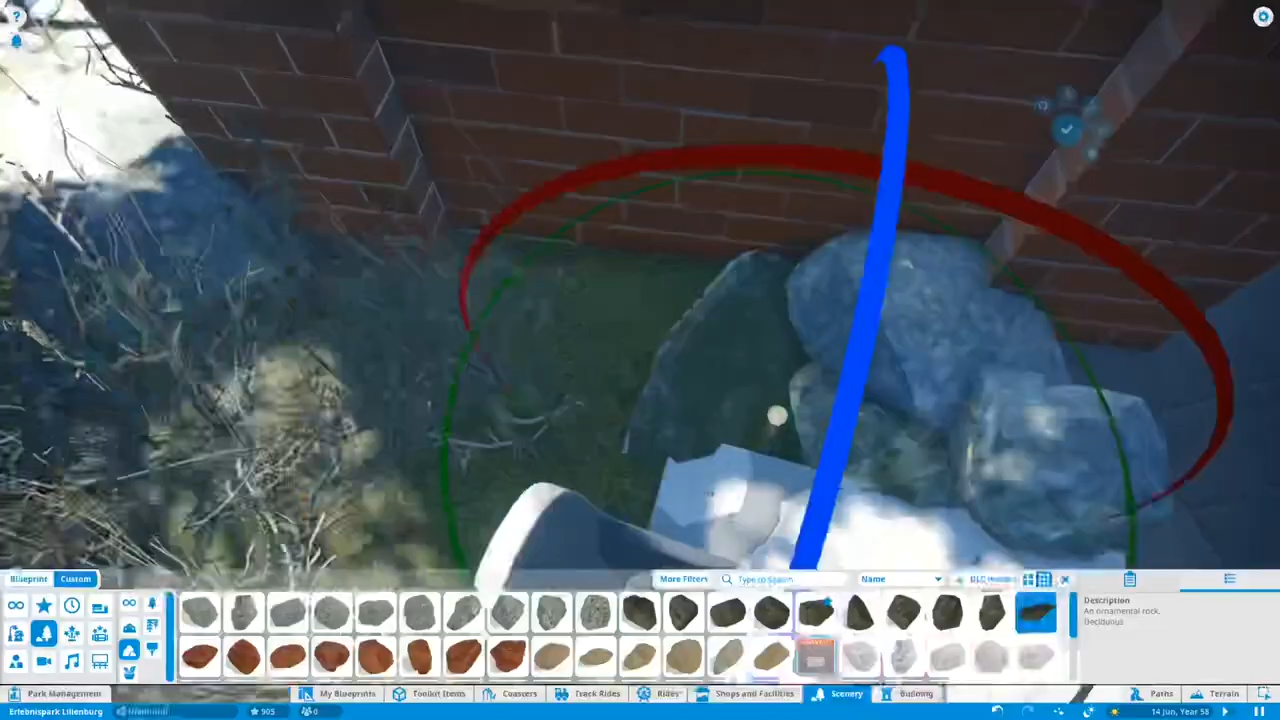 Blueprint Custom More Filters Type to Search Name
Description
An ornamental rock.
Deciduous
Park Management My Blueprints Toolkit Items Coasters Track Rides Rides Shops and Facilities Scenery Building Paths Terrain
Erlebnispark Lilienburg 905 0 14 Jun, Year 58